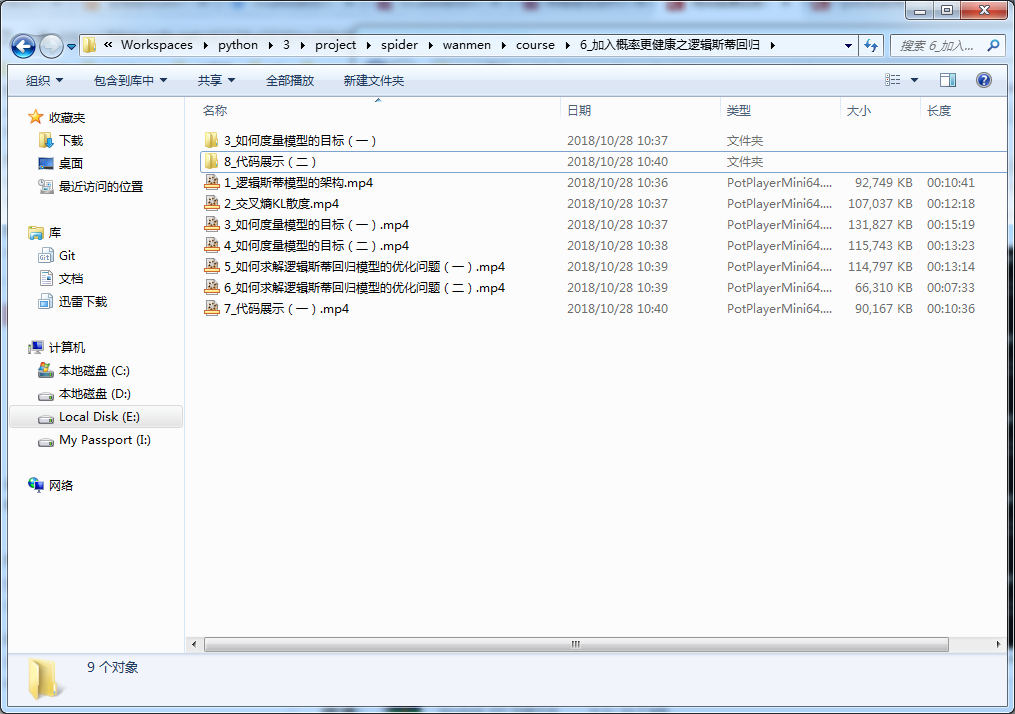 « Workspaces python 3 project spider wanmen course 6_加入概率更健康之逻辑斯蒂回归
搜索 6_加入...
组织 包含到库中 共享 全部播放 新建文件夹
收藏夹
下载
桌面
最近访问的位置
库
Git
文档
迅雷下载
计算机
本地磁盘 (C:)
本地磁盘 (D:)
Local Disk (E:)
My Passport (I:)
网络
名称 日期 类型 大小 长度
3_如何度量模型的目标（一） 2018/10/28 10:37 文件夹
8_代码展示（二） 2018/10/28 10:40 文件夹
1_逻辑斯蒂模型的架构.mp4 2018/10/28 10:36 PotPlayerMini64.... 92,749 KB 00:10:41
2_交叉熵KL散度.mp4 2018/10/28 10:37 PotPlayerMini64.... 107,037 KB 00:12:18
3_如何度量模型的目标（一）.mp4 2018/10/28 10:37 PotPlayerMini64.... 131,827 KB 00:15:19
4_如何度量模型的目标（二）.mp4 2018/10/28 10:38 PotPlayerMini64.... 115,743 KB 00:13:23
5_如何求解逻辑斯蒂回归模型的优化问题（一）.mp4 2018/10/28 10:39 PotPlayerMini64.... 114,797 KB 00:13:14
6_如何求解逻辑斯蒂回归模型的优化问题（二）.mp4 2018/10/28 10:39 PotPlayerMini64.... 66,310 KB 00:07:33
7_代码展示（一）.mp4 2018/10/28 10:40 PotPlayerMini64.... 90,167 KB 00:10:36
9 个对象